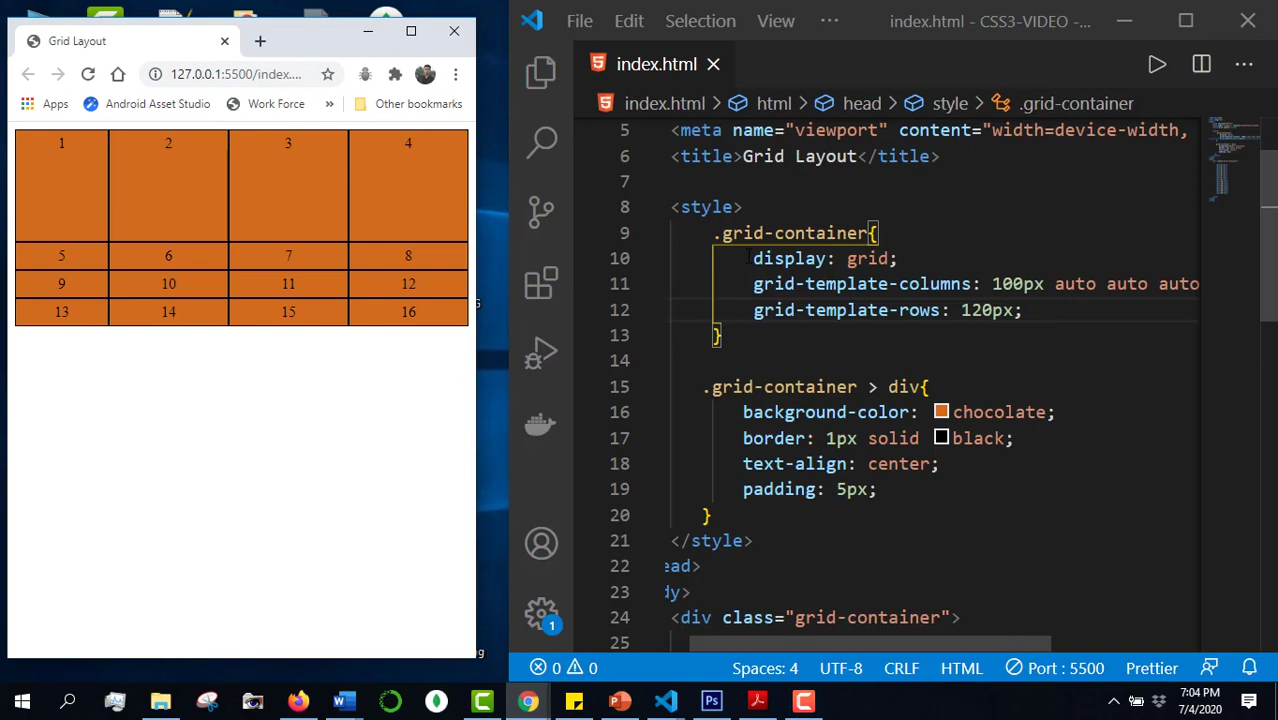 Grid Layout
127.0.0.1:5500/index....
Apps
Android Asset Studio
Work Force
»
Other bookmarks
1 2 3 4
5 6 7 8
9 10 11 12
13 14 15 16
File Edit Selection View ···
index.html - CSS3-VIDEO -...
index.html
index.html > html > head > style > .grid-container
5 <meta name="viewport" content="width=device-width,
6 <title>Grid Layout</title>
7
8 <style>
9 .grid-container{
10 display: grid;
11 grid-template-columns: 100px auto auto auto
12 grid-template-rows: 120px;
13 }
14
15 .grid-container > div{
16 background-color: chocolate;
17 border: 1px solid black;
18 text-align: center;
19 padding: 5px;
20 }
21 </style>
22 ead>
23 dy>
24 <div class="grid-container">
25
1
G
ng
0 0 Spaces: 4 UTF-8 CRLF HTML Port : 5500 Prettier
7:04 PM
7/4/2020